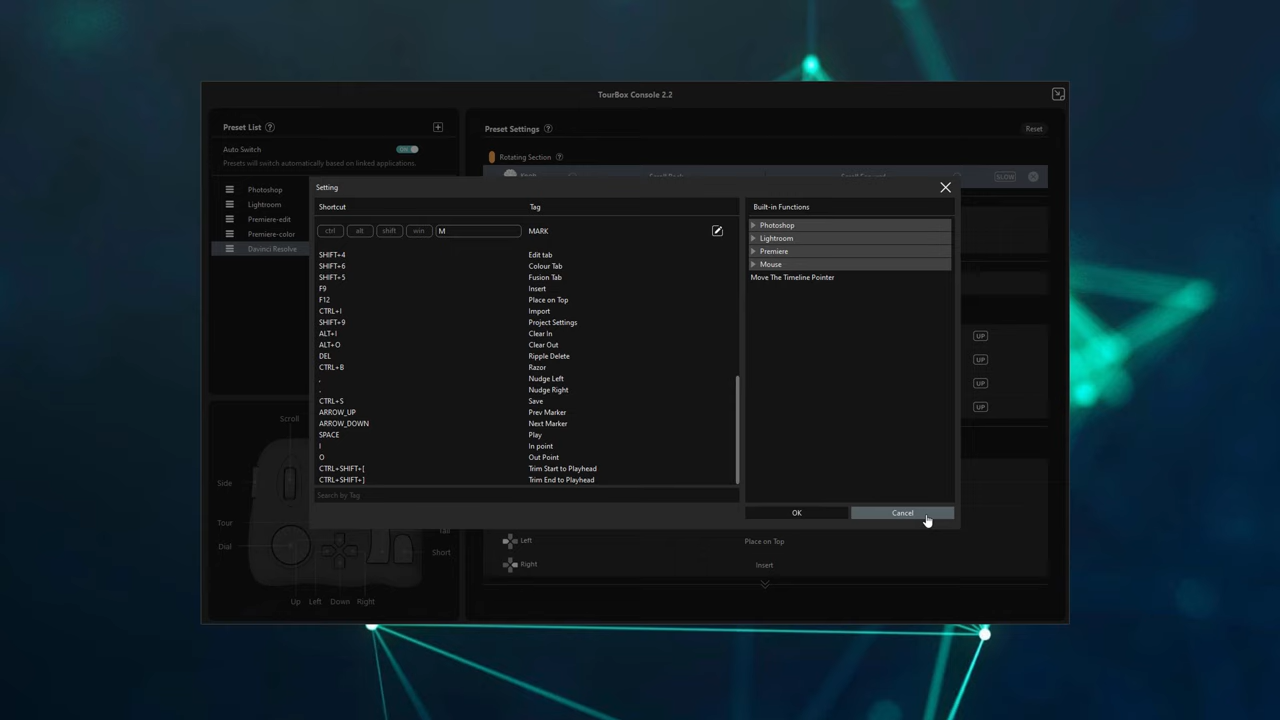 TourBox Console 2.2
Preset List
Preset Settings
Reset
Auto Switch
ON
Presets will switch automatically based on linked applications.
Rotating Section
SLOW
Photoshop
Lightroom
Premiere-edit
Premiere-color
Davinci Resolve
Setting
Shortcut
Tag
Built-in Functions
ctrl
alt
shift
win
M
MARK
SHIFT+4 Edit tab
SHIFT+6 Colour Tab
SHIFT+5 Fusion Tab
F9 Insert
F12 Place on Top
CTRL+I Import
SHIFT+9 Project Settings
ALT+I Clear In
ALT+O Clear Out
DEL Ripple Delete
CTRL+B Razor
, Nudge Left
. Nudge Right
CTRL+S Save
ARROW_UP Prev Marker
ARROW_DOWN Next Marker
SPACE Play
I In point
O Out Point
CTRL+SHIFT+[ Trim Start to Playhead
CTRL+SHIFT+] Trim End to Playhead
Search by Tag
Photoshop
Lightroom
Premiere
Mouse
Move The Timeline Pointer
OK
Cancel
UP
UP
UP
UP
Scroll
Side
Tour
Dial
Tall
Short
Up
Left
Down
Right
Left Place on Top
Right Insert